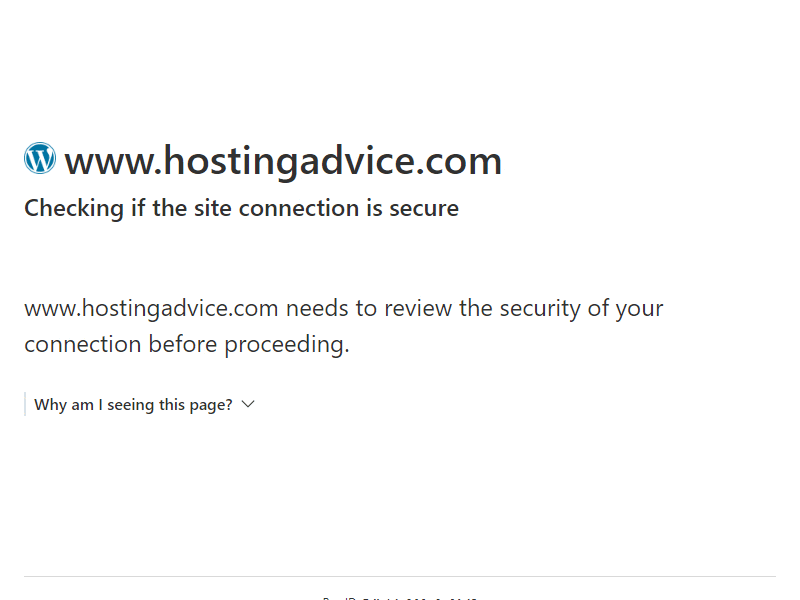 www.hostingadvice.com
Checking if the site connection is secure
www.hostingadvice.com needs to review the security of your
connection before proceeding.
Why am I seeing this page?